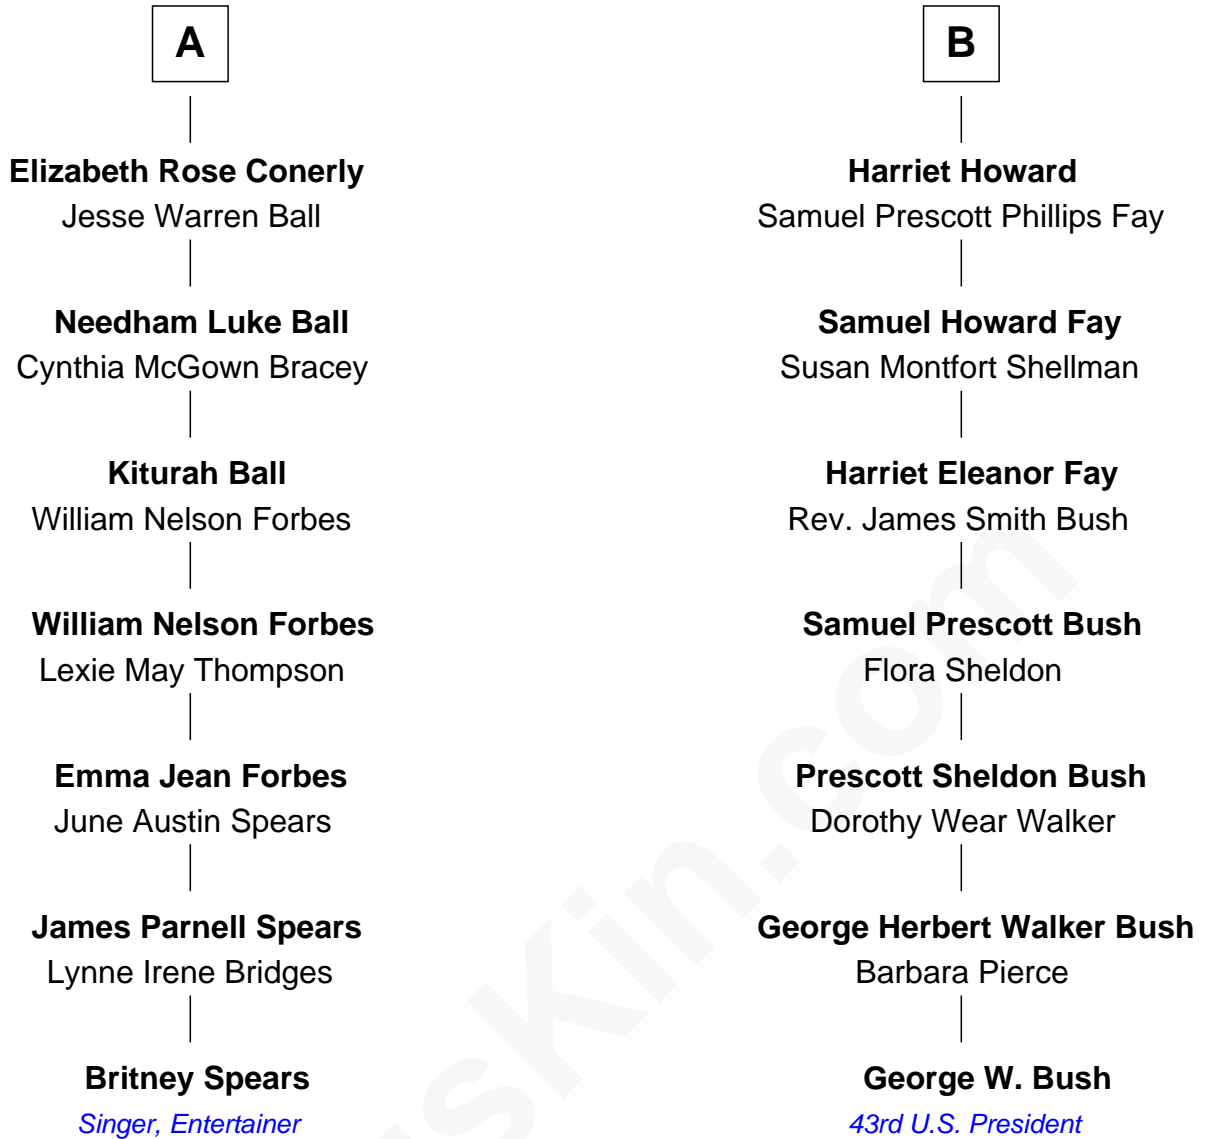 A
Elizabeth Rose Conerly
Jesse Warren Ball
Needham Luke Ball
Cynthia McGown Bracey
Kiturah Ball
William Nelson Forbes
William Nelson Forbes
Lexie May Thompson
Emma Jean Forbes
June Austin Spears
James Parnell Spears
Lynne Irene Bridges
Britney Spears
Singer, Entertainer
B
Harriet Howard
Samuel Prescott Phillips Fay
Samuel Howard Fay
Susan Montfort Shellman
Harriet Eleanor Fay
Rev. James Smith Bush
Samuel Prescott Bush
Flora Sheldon
Prescott Sheldon Bush
Dorothy Wear Walker
George Herbert Walker Bush
Barbara Pierce
George W. Bush
43rd U.S. President
sKin.com